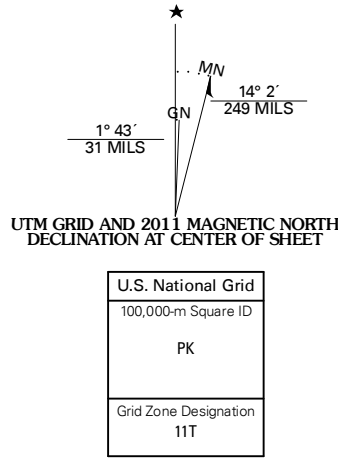 ★
MN
14° 2´
249 MILS
GN
1° 43´
31 MILS
UTM GRID AND 2011 MAGNETIC NORTH
DECLINATION AT CENTER OF SHEET
U.S. National Grid
100,000-m Square ID
PK
Grid Zone Designation
11T